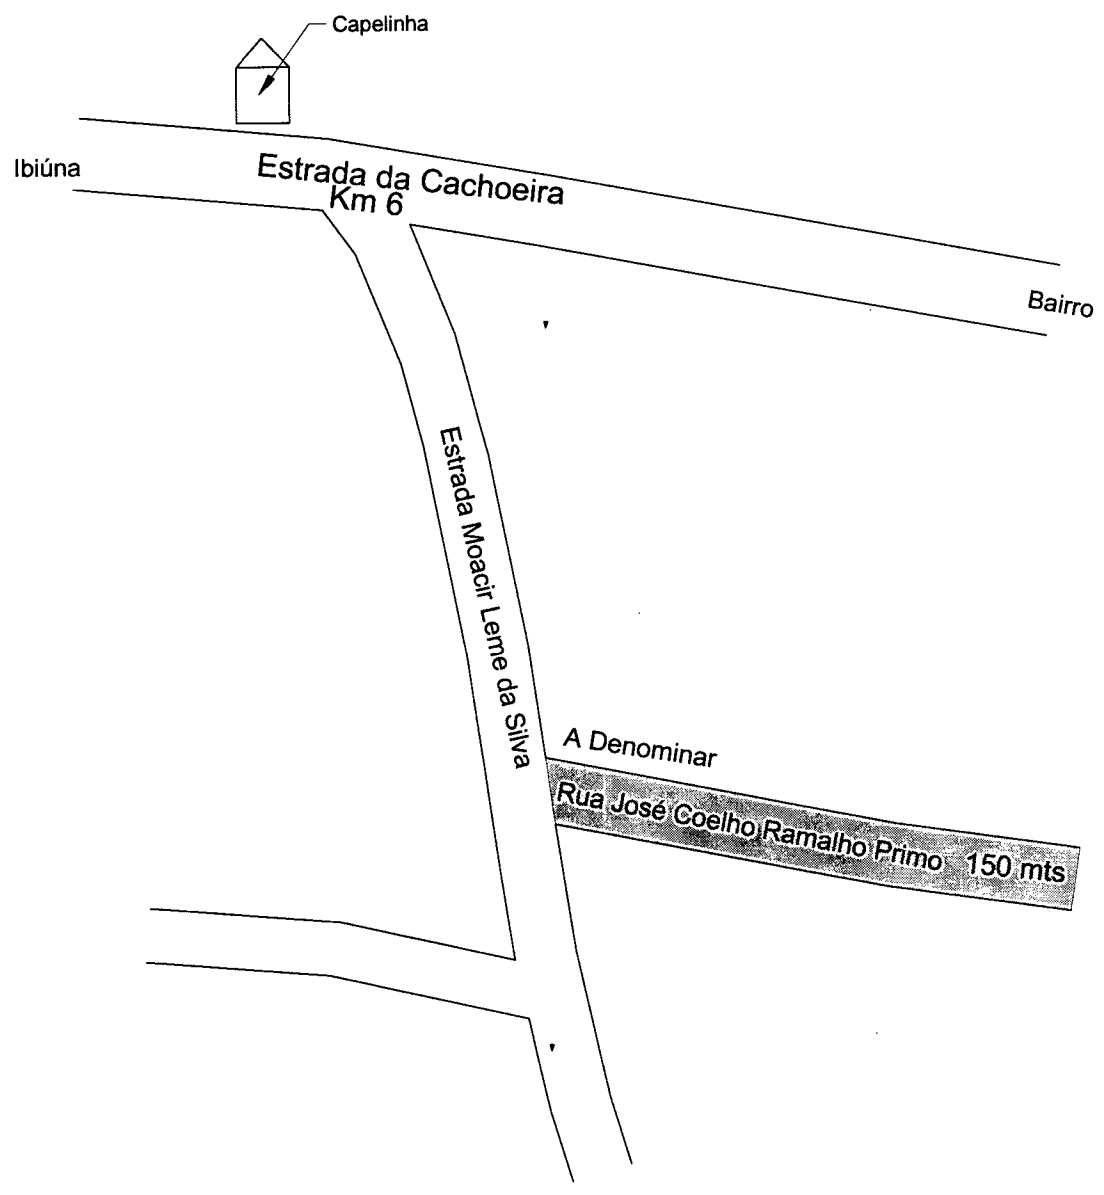 Capelinha
Ibiúna
Estrada da Cachoeira
Km 6
Bairro
Estrada Moacir Leme da Silva
A Denominar
Rua José Coelho Ramalho Primo 150 mts